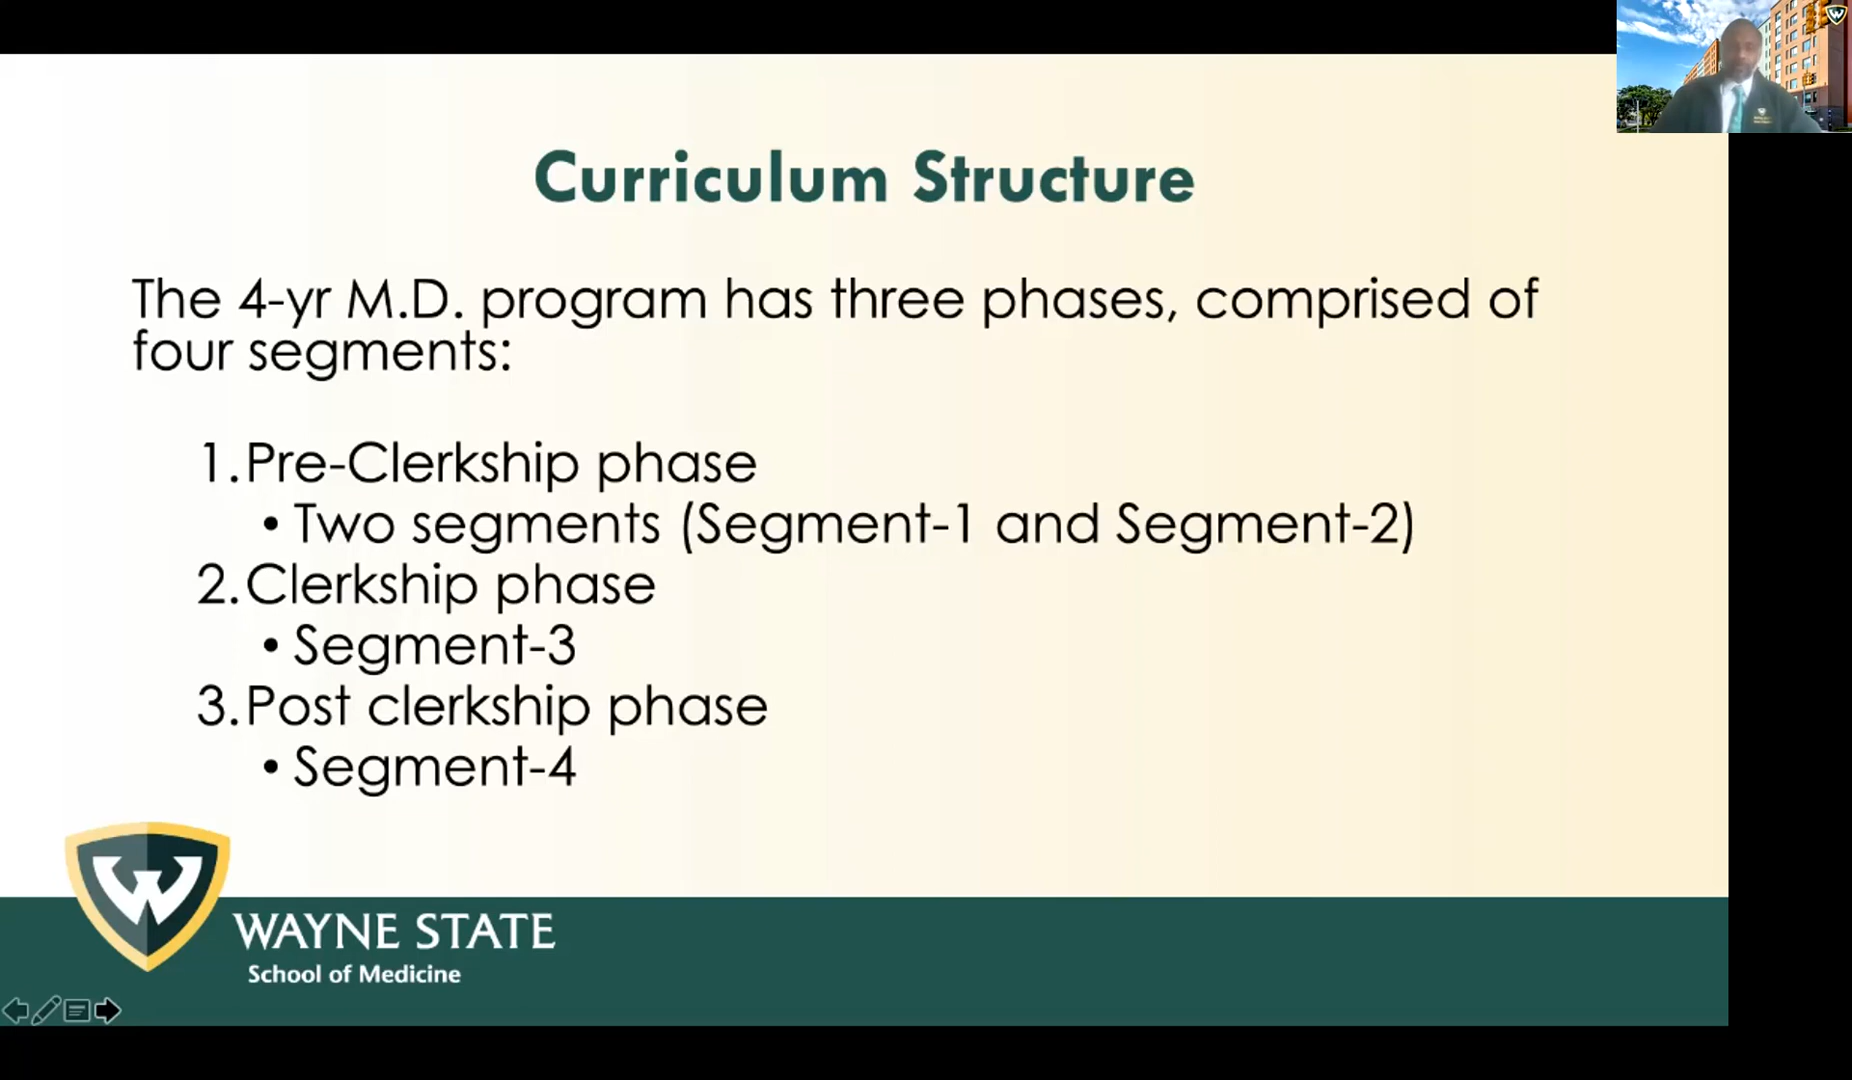 Curriculum Structure
The 4-yr M.D. program has three phases, comprised of
four segments:
1. Pre-Clerkship phase
• Two segments (Segment-1 and Segment-2)
2. Clerkship phase
• Segment-3
3. Post clerkship phase
• Segment-4
WAYNE STATE
School of Medicine